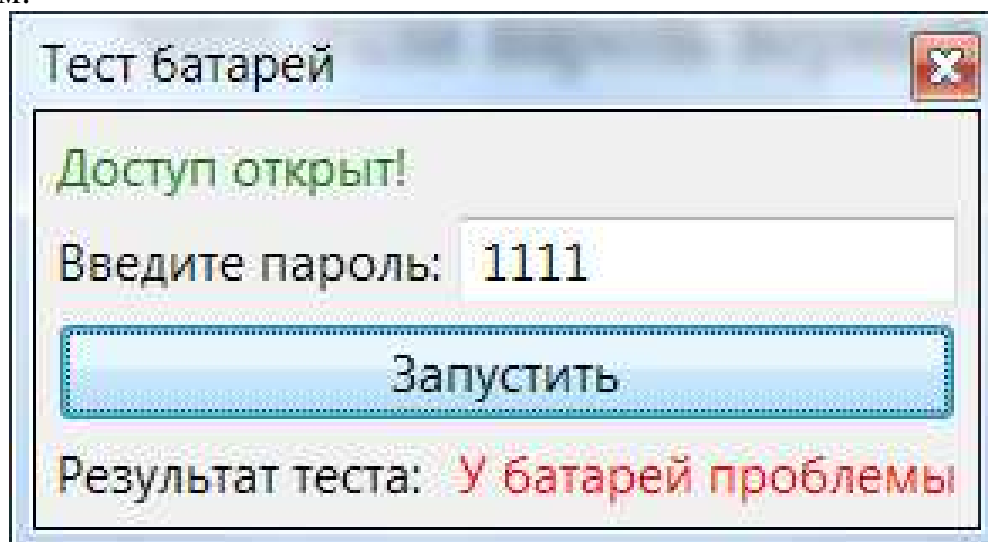 Тест батарей
Доступ открыт!
Введите пароль: 1111
Запустить
Результат теста: У батарей проблемы